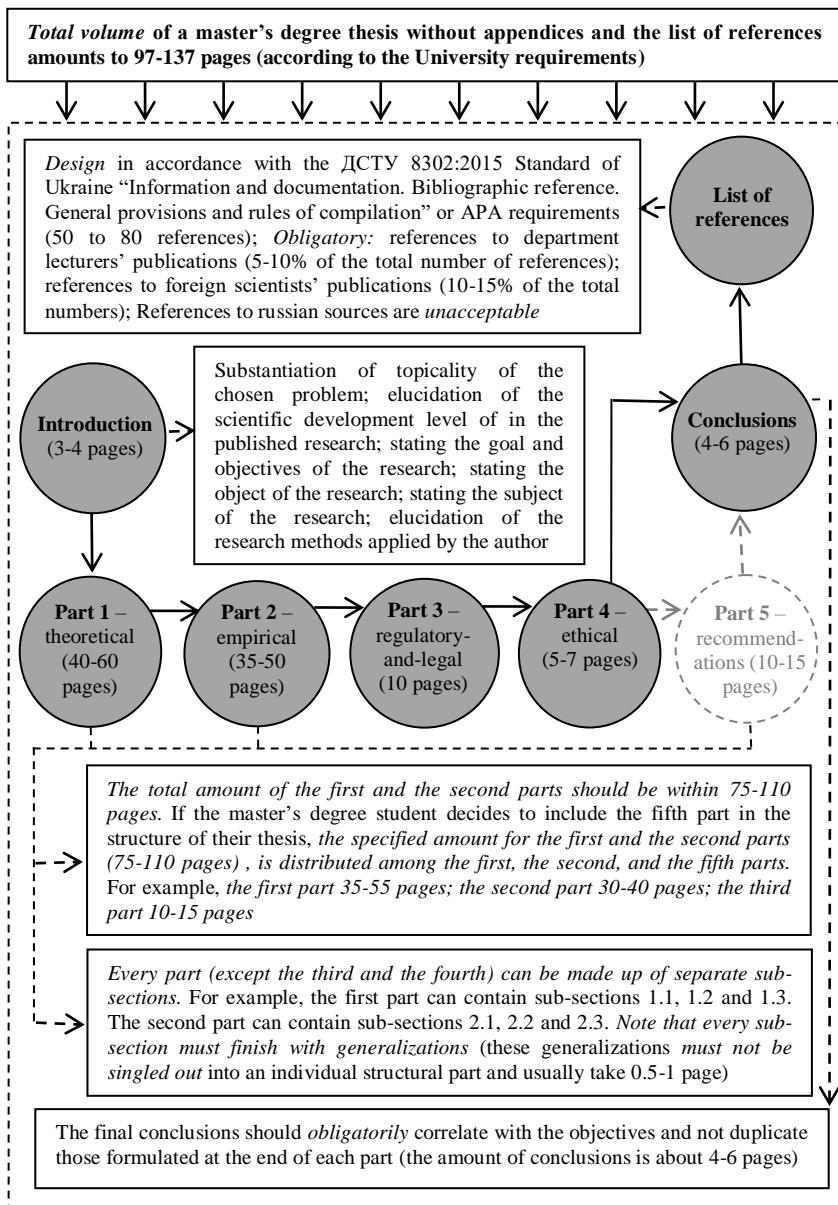 Total volume of a master’s degree thesis without appendices and the list of references
amounts to 97-137 pages (according to the University requirements)
Design in accordance with the ДСТУ 8302:2015 Standard of
Ukraine “Information and documentation. Bibliographic reference.
General provisions and rules of compilation” or APA requirements
(50 to 80 references); Obligatory: references to department
lecturers’ publications (5-10% of the total number of references);
references to foreign scientists’ publications (10-15% of the total
numbers); References to russian sources are unacceptable
List of
references
Introduction
(3-4 pages)
Substantiation of topicality of the
chosen problem; elucidation of the
scientific development level of in the
published research; stating the goal and
objectives of the research; stating the
object of the research; stating the subject
of the research; elucidation of the
research methods applied by the author
Conclusions
(4-6 pages)
Part 1 –
theoretical
(40-60
pages)
Part 2 –
empirical
(35-50
pages)
Part 3 –
regulatory-
and-legal
(10 pages)
Part 4 –
ethical
(5-7 pages)
Part 5 –
recommend-
ations (10-15
pages)
The total amount of the first and the second parts should be within 75-110
pages. If the master’s degree student decides to include the fifth part in the
structure of their thesis, the specified amount for the first and the second parts
(75-110 pages) , is distributed among the first, the second, and the fifth parts.
For example, the first part 35-55 pages; the second part 30-40 pages; the third
part 10-15 pages
Every part (except the third and the fourth) can be made up of separate sub-
sections. For example, the first part can contain sub-sections 1.1, 1.2 and 1.3.
The second part can contain sub-sections 2.1, 2.2 and 2.3. Note that every sub-
section must finish with generalizations (these generalizations must not be
singled out into an individual structural part and usually take 0.5-1 page)
The final conclusions should obligatorily correlate with the objectives and not duplicate
those formulated at the end of each part (the amount of conclusions is about 4-6 pages)